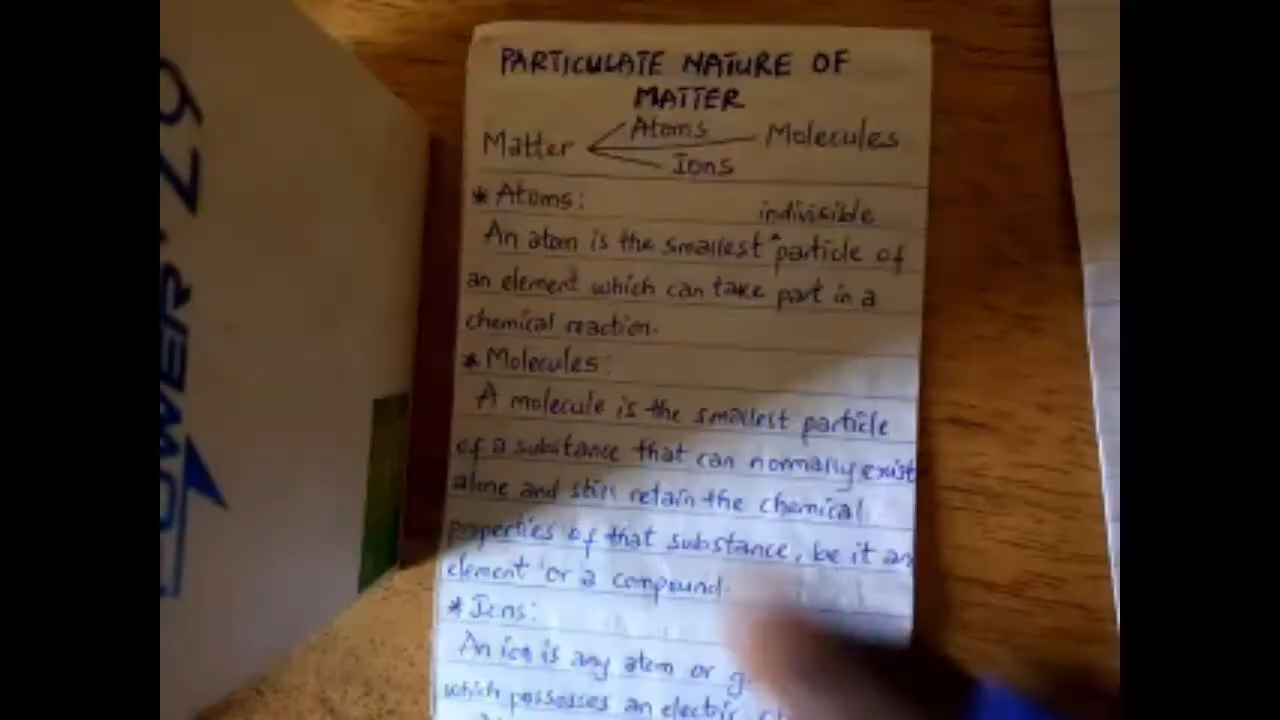 PARTICULATE NATURE OF
MATTER
Matter Atoms Molecules
Ions
* Atoms:
indivisible
An atom is the smallest ^ particle of
an element which can take part in a
chemical reaction.
* Molecules:
A molecule is the smallest particle
of a substance that can normally exist
alone and still retain the chemical
properties of that substance, be it an
element or a compound.
* Ions:
An ion is any atom or
which possesses an electric
OWER.29